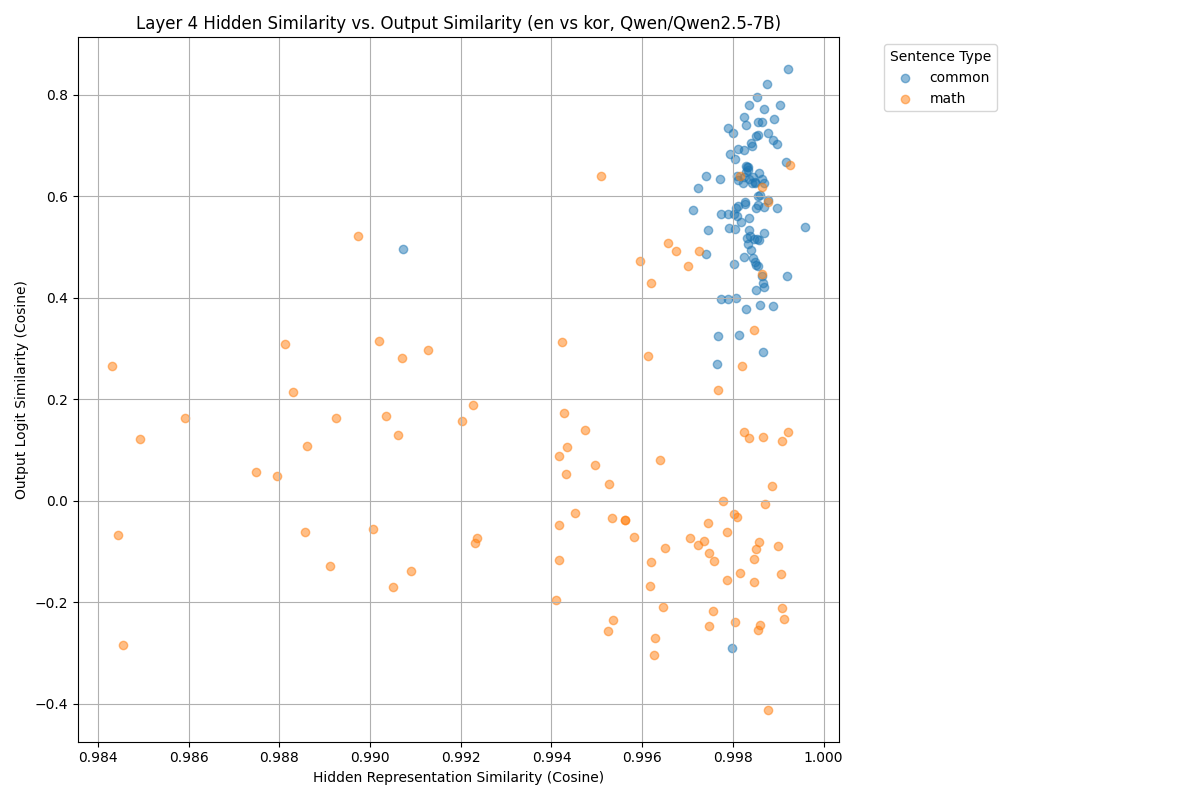 Layer 4 Hidden Similarity vs. Output Similarity (en vs kor, Qwen/Qwen2.5-7B)
Sentence Type
common
math
Output Logit Similarity (Cosine)
0.8
0.6
0.4
0.2
0.0
−0.2
−0.4
0.984 0.986 0.988 0.990 0.992 0.994 0.996 0.998 1.000
Hidden Representation Similarity (Cosine)